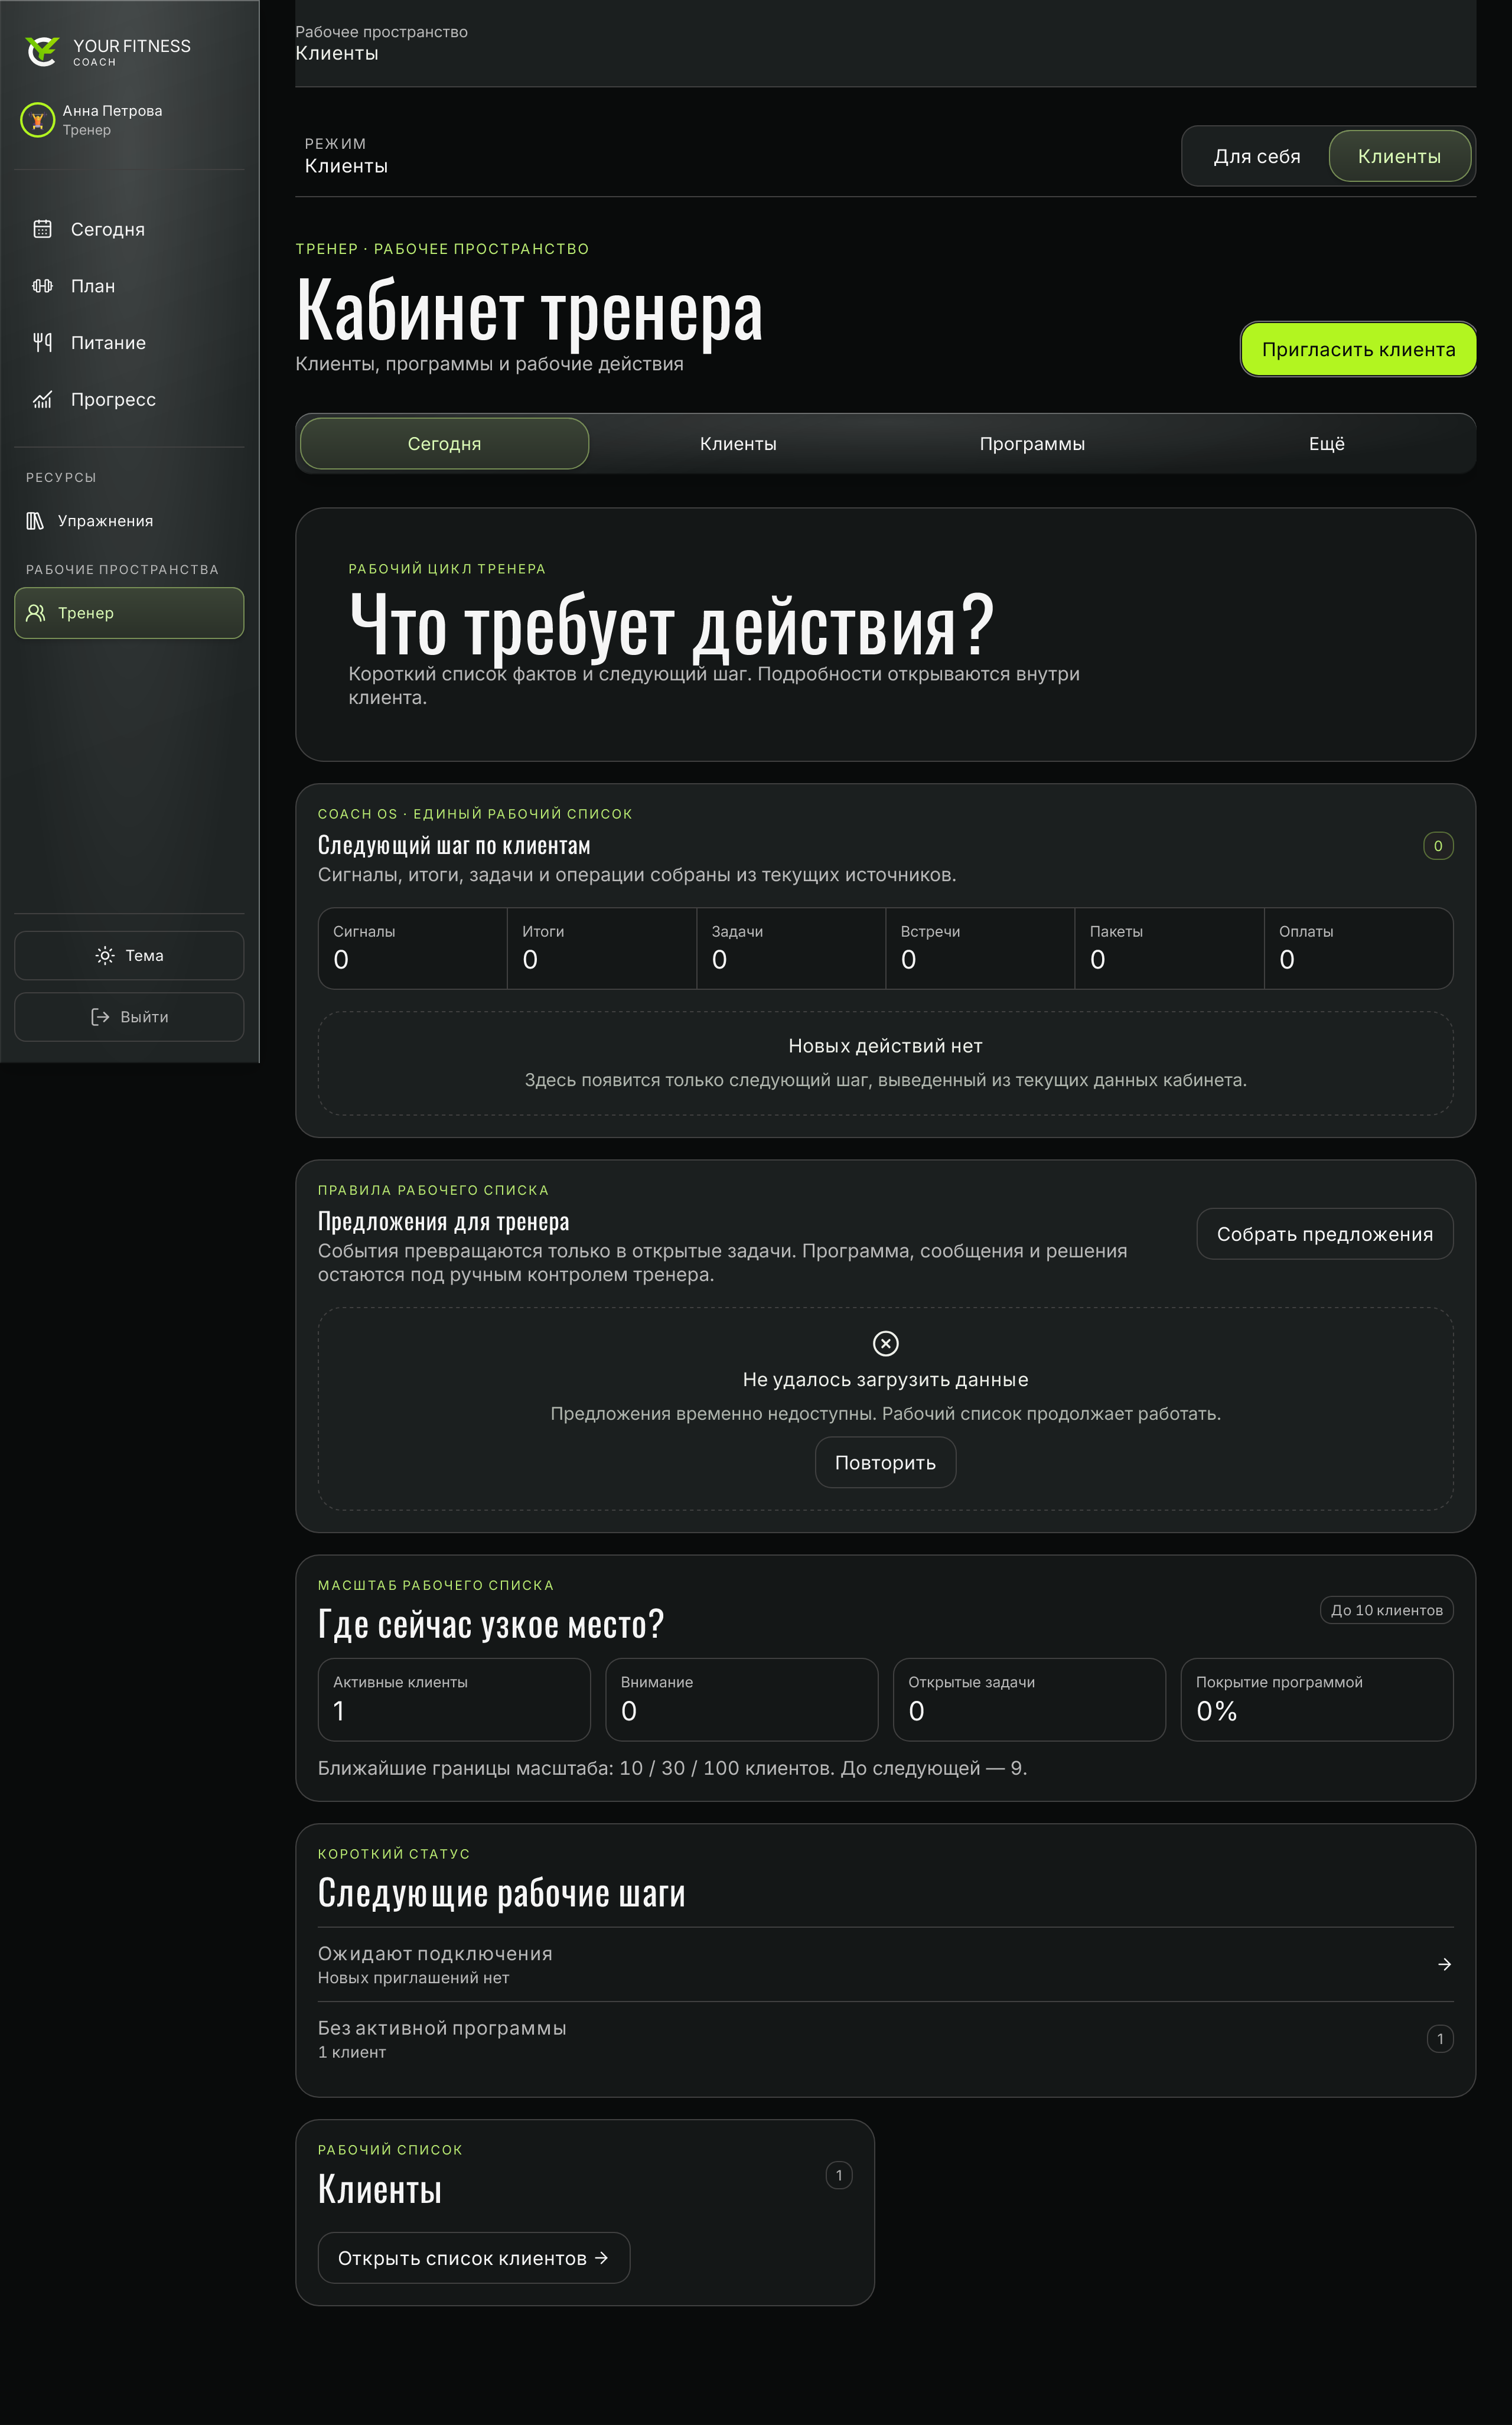 YOUR FITNESS
COACH
Анна Петрова
Тренер
Сегодня
План
Питание
Прогресс
РЕСУРСЫ
Упражнения
РАБОЧИЕ ПРОСТРАНСТВА
Тренер
Тема
Выйти
Рабочее пространство
Клиенты
РЕЖИМ
Клиенты
Для себя
Клиенты
ТРЕНЕР · РАБОЧЕЕ ПРОСТРАНСТВО
Кабинет тренера
Клиенты, программы и рабочие действия
Пригласить клиента
Сегодня
Клиенты
Программы
Ещё
РАБОЧИЙ ЦИКЛ ТРЕНЕРА
Что требует действия?
Короткий список фактов и следующий шаг. Подробности открываются внутри
клиента.
COACH OS · ЕДИНЫЙ РАБОЧИЙ СПИСОК
Следующий шаг по клиентам
Сигналы, итоги, задачи и операции собраны из текущих источников.
0
Сигналы
0
Итоги
0
Задачи
0
Встречи
0
Пакеты
0
Оплаты
0
Новых действий нет
Здесь появится только следующий шаг, выведенный из текущих данных кабинета.
ПРАВИЛА РАБОЧЕГО СПИСКА
Предложения для тренера
События превращаются только в открытые задачи. Программа, сообщения и решения
остаются под ручным контролем тренера.
Собрать предложения
Не удалось загрузить данные
Предложения временно недоступны. Рабочий список продолжает работать.
Повторить
МАСШТАБ РАБОЧЕГО СПИСКА
Где сейчас узкое место?
До 10 клиентов
Активные клиенты
1
Внимание
0
Открытые задачи
0
Покрытие программой
0%
Ближайшие границы масштаба: 10 / 30 / 100 клиентов. До следующей — 9.
КОРОТКИЙ СТАТУС
Следующие рабочие шаги
Ожидают подключения
Новых приглашений нет
Без активной программы
1 клиент
1
РАБОЧИЙ СПИСОК
Клиенты
1
Открыть список клиентов